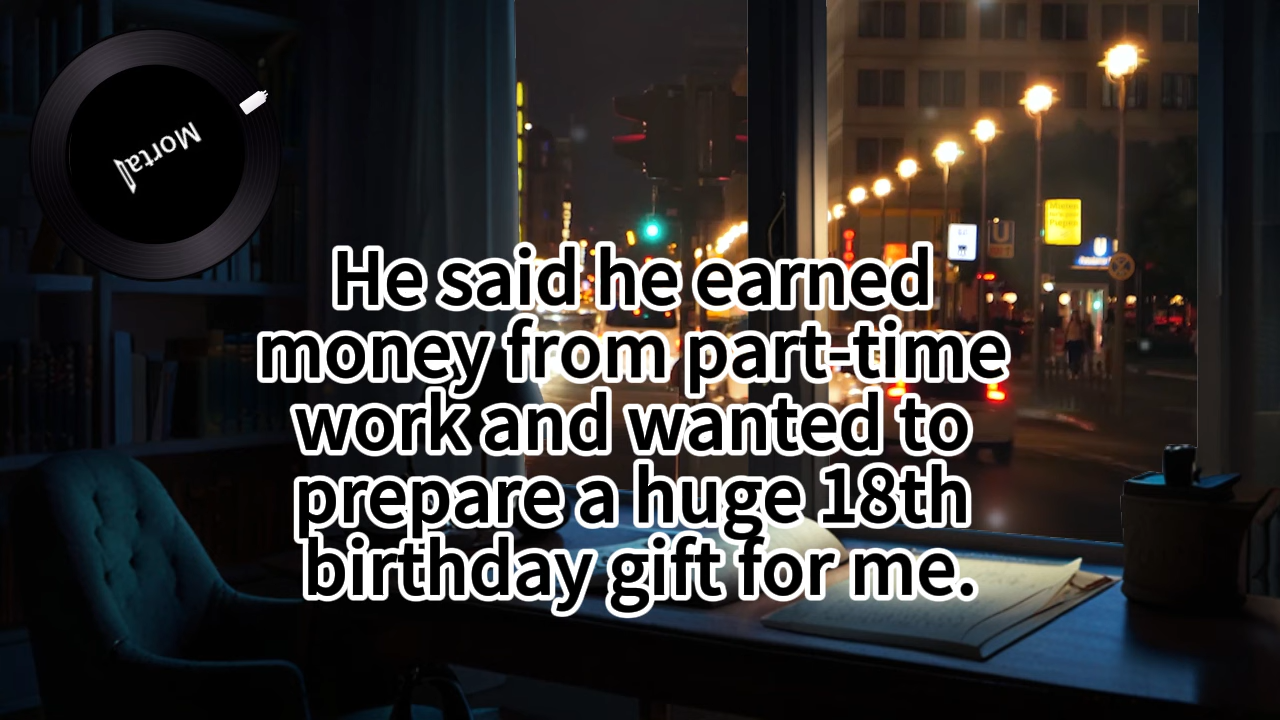 Mortal
He said he earned
money from part-time
work and wanted to
prepare a huge 18th
birthday gift for me.
U